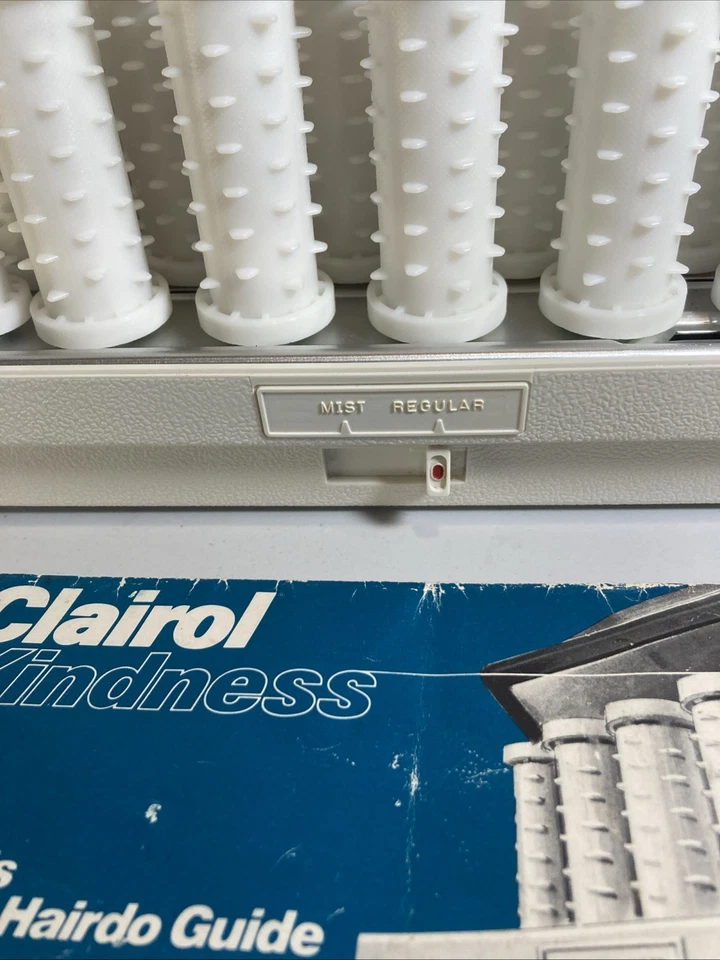 MIST REGULAR
Clairol
Kindness
Hairdo Guide